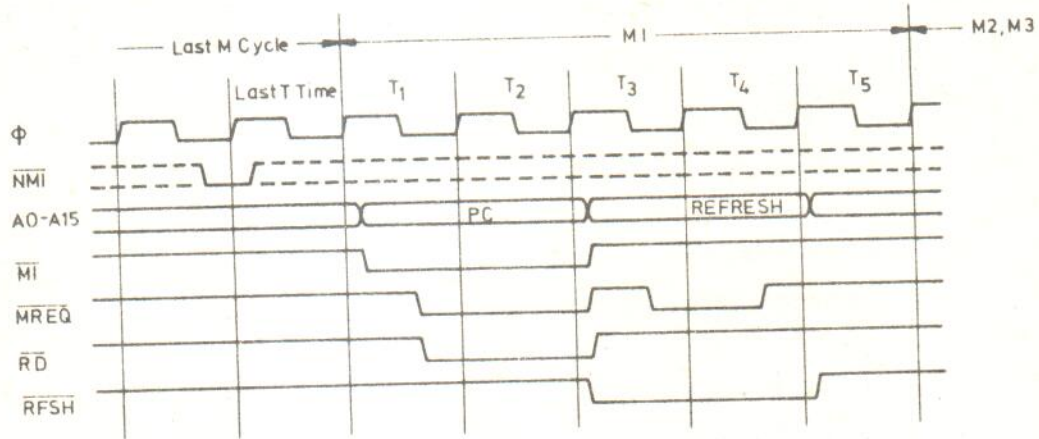 Last M Cycle M1 M2, M3
Last T Time T1 T2 T3 T4 T5
Φ
NMI
A0-A15 PC REFRESH
M1
MREQ
RD
RFSH